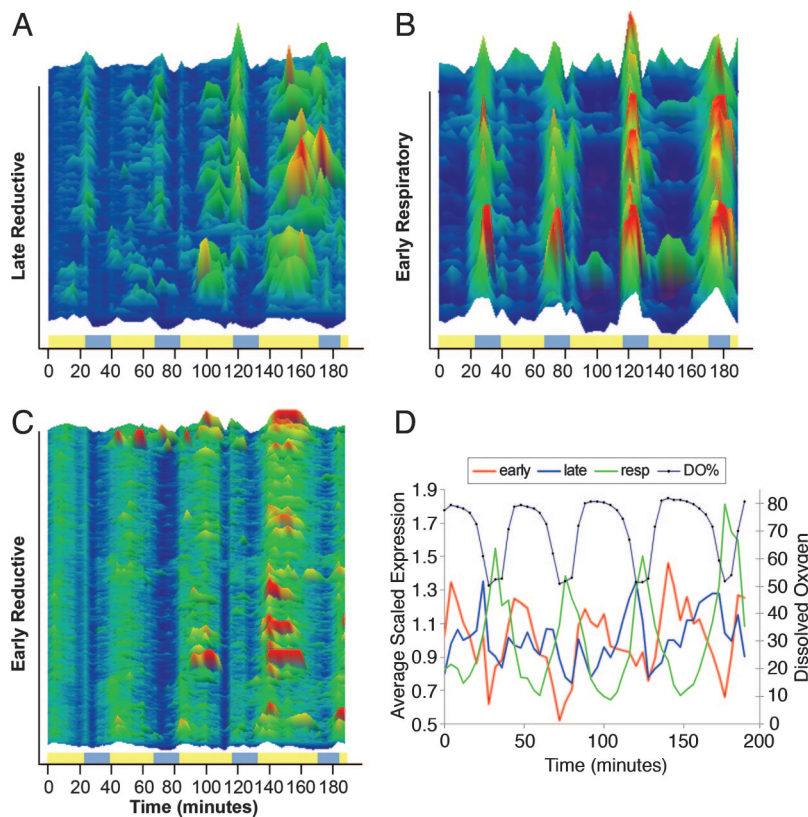 A
Late Reductive
0 20 40 60 80 100 120 140 160 180
B
Early Respiratory
0 20 40 60 80 100 120 140 160 180
C
Early Reductive
0 20 40 60 80 100 120 140 160 180
Time (minutes)
D
early late resp DO%
Average Scaled Expression
1.9
1.7
1.5
1.3
1.1
0.9
0.7
0.5
80
70
60
50
40
30
20
10
0
Dissolved Oxygen
0 50 100 150 200
Time (minutes)